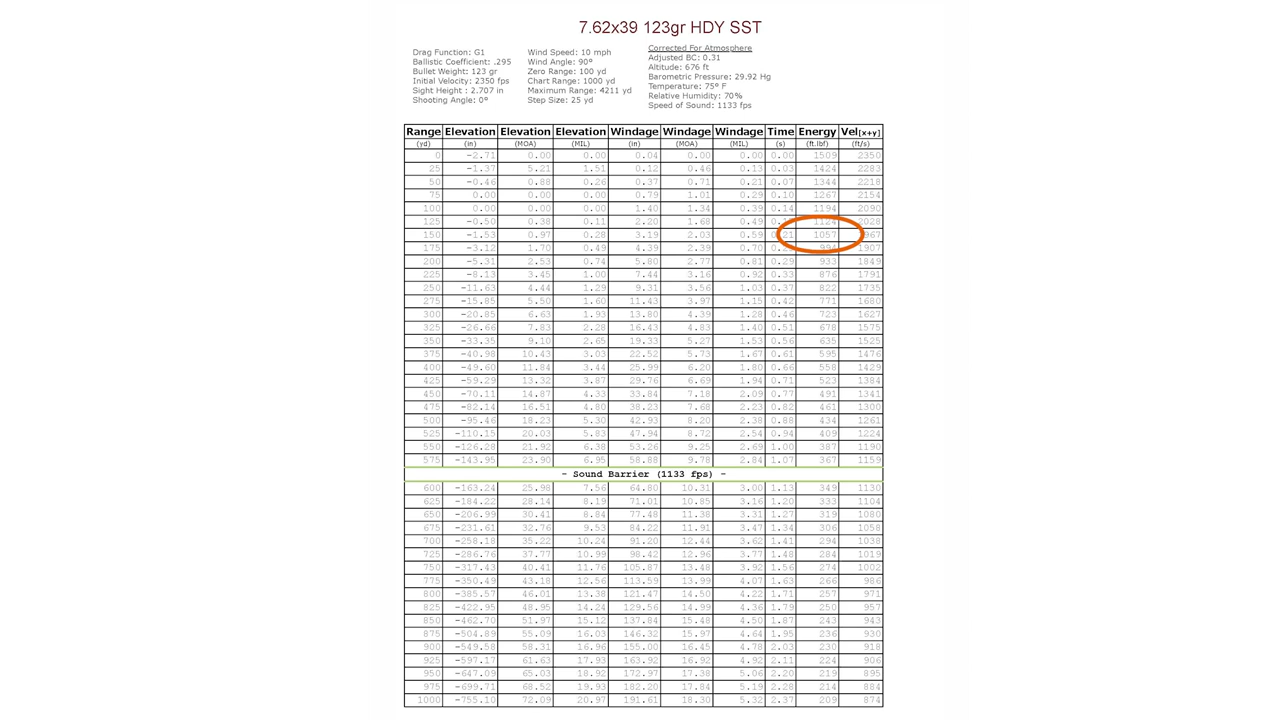 7.62x39 123gr HDY SST
Drag Function: G1
Ballistic Coefficient: .295
Bullet Weight: 123 gr
Initial Velocity: 2350 fps
Sight Height : 2.707 in
Shooting Angle: 0°
Wind Speed: 10 mph
Wind Angle: 90°
Zero Range: 100 yd
Chart Range: 1000 yd
Maximum Range: 4211 yd
Step Size: 25 yd
Corrected For Atmosphere
Adjusted BC: 0.31
Altitude: 676 ft
Barometric Pressure: 29.92 Hg
Temperature: 75° F
Relative Humidity: 70%
Speed of Sound: 1133 fps
Range Elevation Elevation Elevation Windage Windage Windage Time Energy Vel[x+y]
(yd) (in) (MOA) (MIL) (in) (MOA) (MIL) (s) (ft.lbf) (ft/s)
0 -2.71 0.00 0.00 0.04 0.00 0.00 0.00 1509 2350
25 -1.37 5.21 1.51 0.12 0.46 0.13 0.03 1424 2283
50 -0.46 0.88 0.26 0.37 0.71 0.21 0.07 1344 2218
75 0.00 0.00 0.00 0.79 1.01 0.29 0.10 1267 2154
100 0.00 0.00 0.00 1.40 1.34 0.39 0.14 1194 2090
125 -0.50 0.38 0.11 2.20 1.68 0.49 1124 2028
150 -1.53 0.97 0.28 3.19 2.03 0.59 0.21 1057 1967
175 -3.12 1.70 0.49 4.39 2.39 0.70 994 1907
200 -5.31 2.53 0.74 5.80 2.77 0.81 0.29 933 1849
225 -8.13 3.45 1.00 7.44 3.16 0.92 0.33 876 1791
250 -11.63 4.44 1.29 9.31 3.56 1.03 0.37 822 1735
275 -15.85 5.50 1.60 11.43 3.97 1.15 0.42 771 1680
300 -20.85 6.63 1.93 13.80 4.39 1.28 0.46 723 1627
325 -26.66 7.83 2.28 16.43 4.83 1.40 0.51 678 1575
350 -33.35 9.10 2.65 19.33 5.27 1.53 0.56 635 1525
375 -40.98 10.43 3.03 22.52 5.73 1.67 0.61 595 1476
400 -49.60 11.84 3.44 25.99 6.20 1.80 0.66 558 1429
425 -59.29 13.32 3.87 29.76 6.69 1.94 0.71 523 1384
450 -70.11 14.87 4.33 33.84 7.18 2.09 0.77 491 1341
475 -82.14 16.51 4.80 38.23 7.68 2.23 0.82 461 1300
500 -95.46 18.23 5.30 42.93 8.20 2.38 0.88 434 1261
525 -110.15 20.03 5.83 47.94 8.72 2.54 0.94 409 1224
550 -126.28 21.92 6.38 53.26 9.25 2.69 1.00 387 1190
575 -143.95 23.90 6.95 58.88 9.78 2.84 1.07 367 1159
- Sound Barrier (1133 fps) -
600 -163.24 25.98 7.56 64.80 10.31 3.00 1.13 349 1130
625 -184.22 28.14 8.19 71.01 10.85 3.16 1.20 333 1104
650 -206.99 30.41 8.84 77.48 11.38 3.31 1.27 319 1080
675 -231.61 32.76 9.53 84.22 11.91 3.47 1.34 306 1058
700 -258.18 35.22 10.24 91.20 12.44 3.62 1.41 294 1038
725 -286.76 37.77 10.99 98.42 12.96 3.77 1.48 284 1019
750 -317.43 40.41 11.76 105.87 13.48 3.92 1.56 274 1002
775 -350.49 43.18 12.56 113.59 13.99 4.07 1.63 266 986
800 -385.57 46.01 13.38 121.47 14.50 4.22 1.71 257 971
825 -422.95 48.95 14.24 129.56 14.99 4.36 1.79 250 957
850 -462.70 51.97 15.12 137.84 15.48 4.50 1.87 243 943
875 -504.89 55.09 16.03 146.32 15.97 4.64 1.95 236 930
900 -549.58 58.31 16.96 155.00 16.45 4.78 2.03 230 918
925 -597.17 61.63 17.93 163.92 16.92 4.92 2.11 224 906
950 -647.09 65.03 18.92 172.97 17.38 5.06 2.20 219 895
975 -699.71 68.52 19.93 182.20 17.84 5.19 2.28 214 884
1000 -755.10 72.09 20.97 191.61 18.30 5.32 2.37 209 874